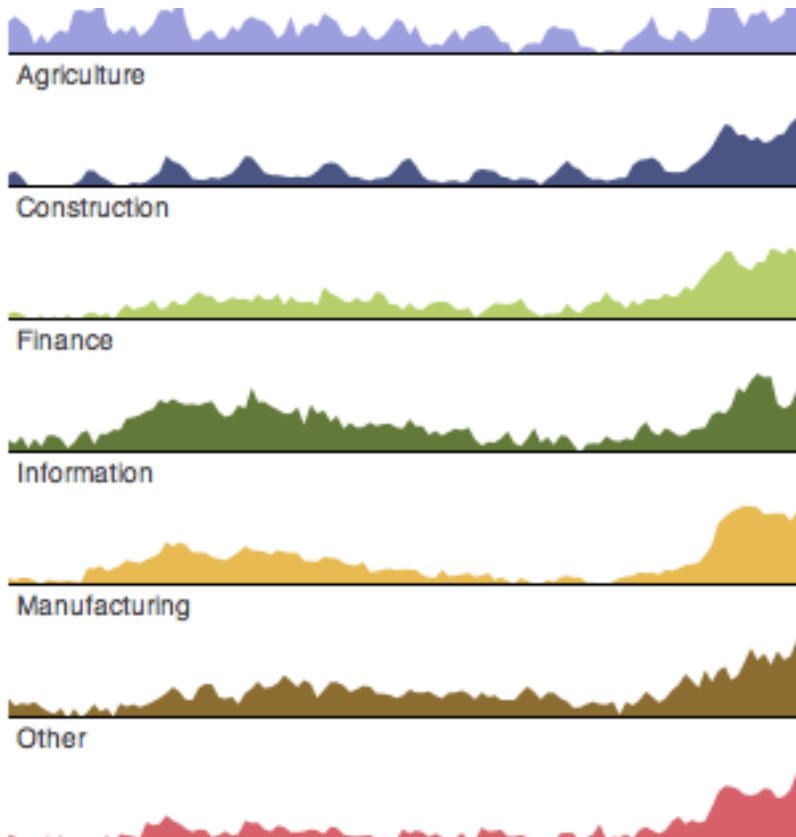 Agriculture
Construction
Finance
Information
Manufacturing
Other